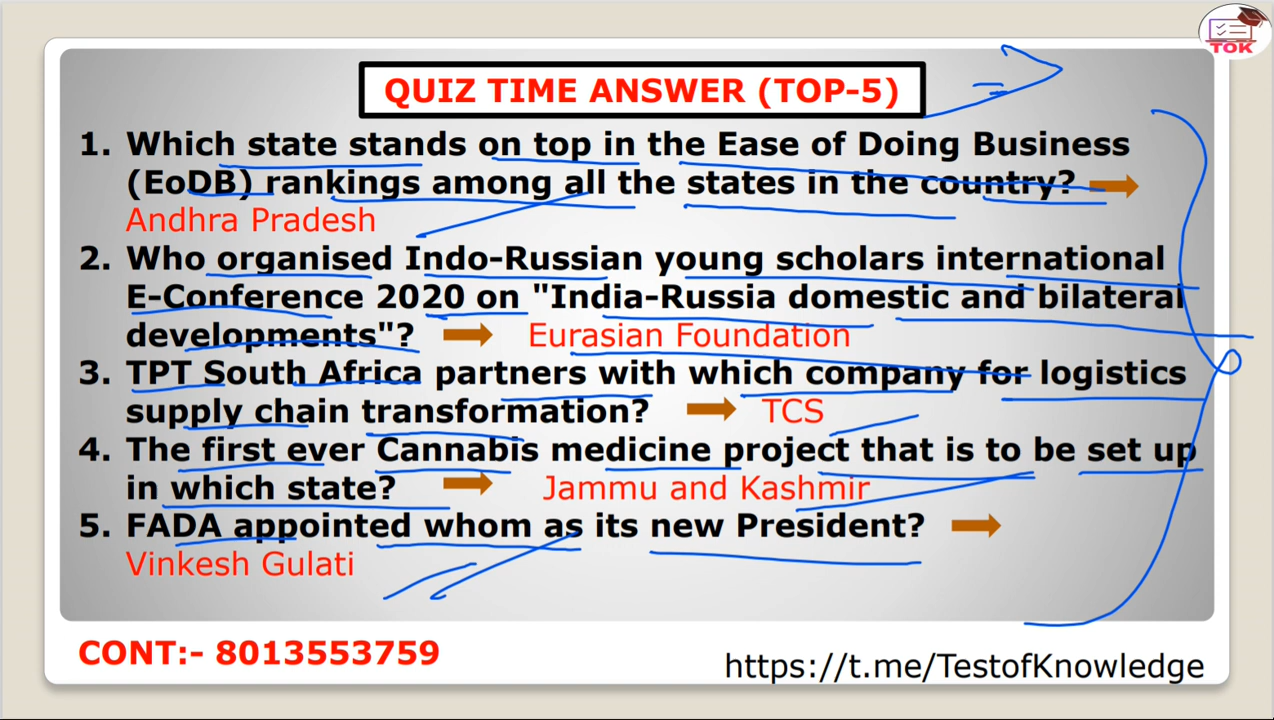 TOK
QUIZ TIME ANSWER (TOP-5)
1. Which state stands on top in the Ease of Doing Business
(EoDB) rankings among all the states in the country?
Andhra Pradesh
2. Who organised Indo-Russian young scholars international
E-Conference 2020 on "India-Russia domestic and bilateral
developments"? Eurasian Foundation
3. TPT South Africa partners with which company for logistics
supply chain transformation? TCS
4. The first ever Cannabis medicine project that is to be set up
in which state? Jammu and Kashmir
5. FADA appointed whom as its new President?
Vinkesh Gulati
CONT:- 8013553759
https://t.me/TestofKnowledge